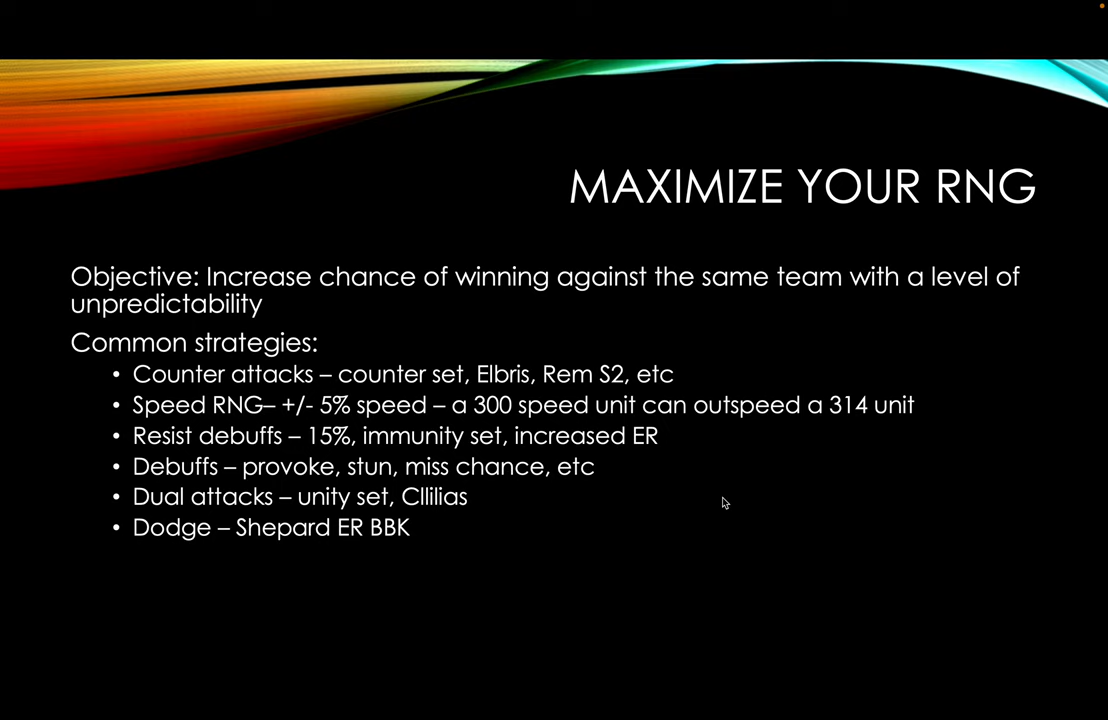 MAXIMIZE YOUR RNG
Objective: Increase chance of winning against the same team with a level of
unpredictability
Common strategies:
• Counter attacks – counter set, Elbris, Rem S2, etc
• Speed RNG– +/- 5% speed – a 300 speed unit can outspeed a 314 unit
• Resist debuffs – 15%, immunity set, increased ER
• Debuffs – provoke, stun, miss chance, etc
• Dual attacks – unity set, Cllilias
• Dodge – Shepard ER BBK